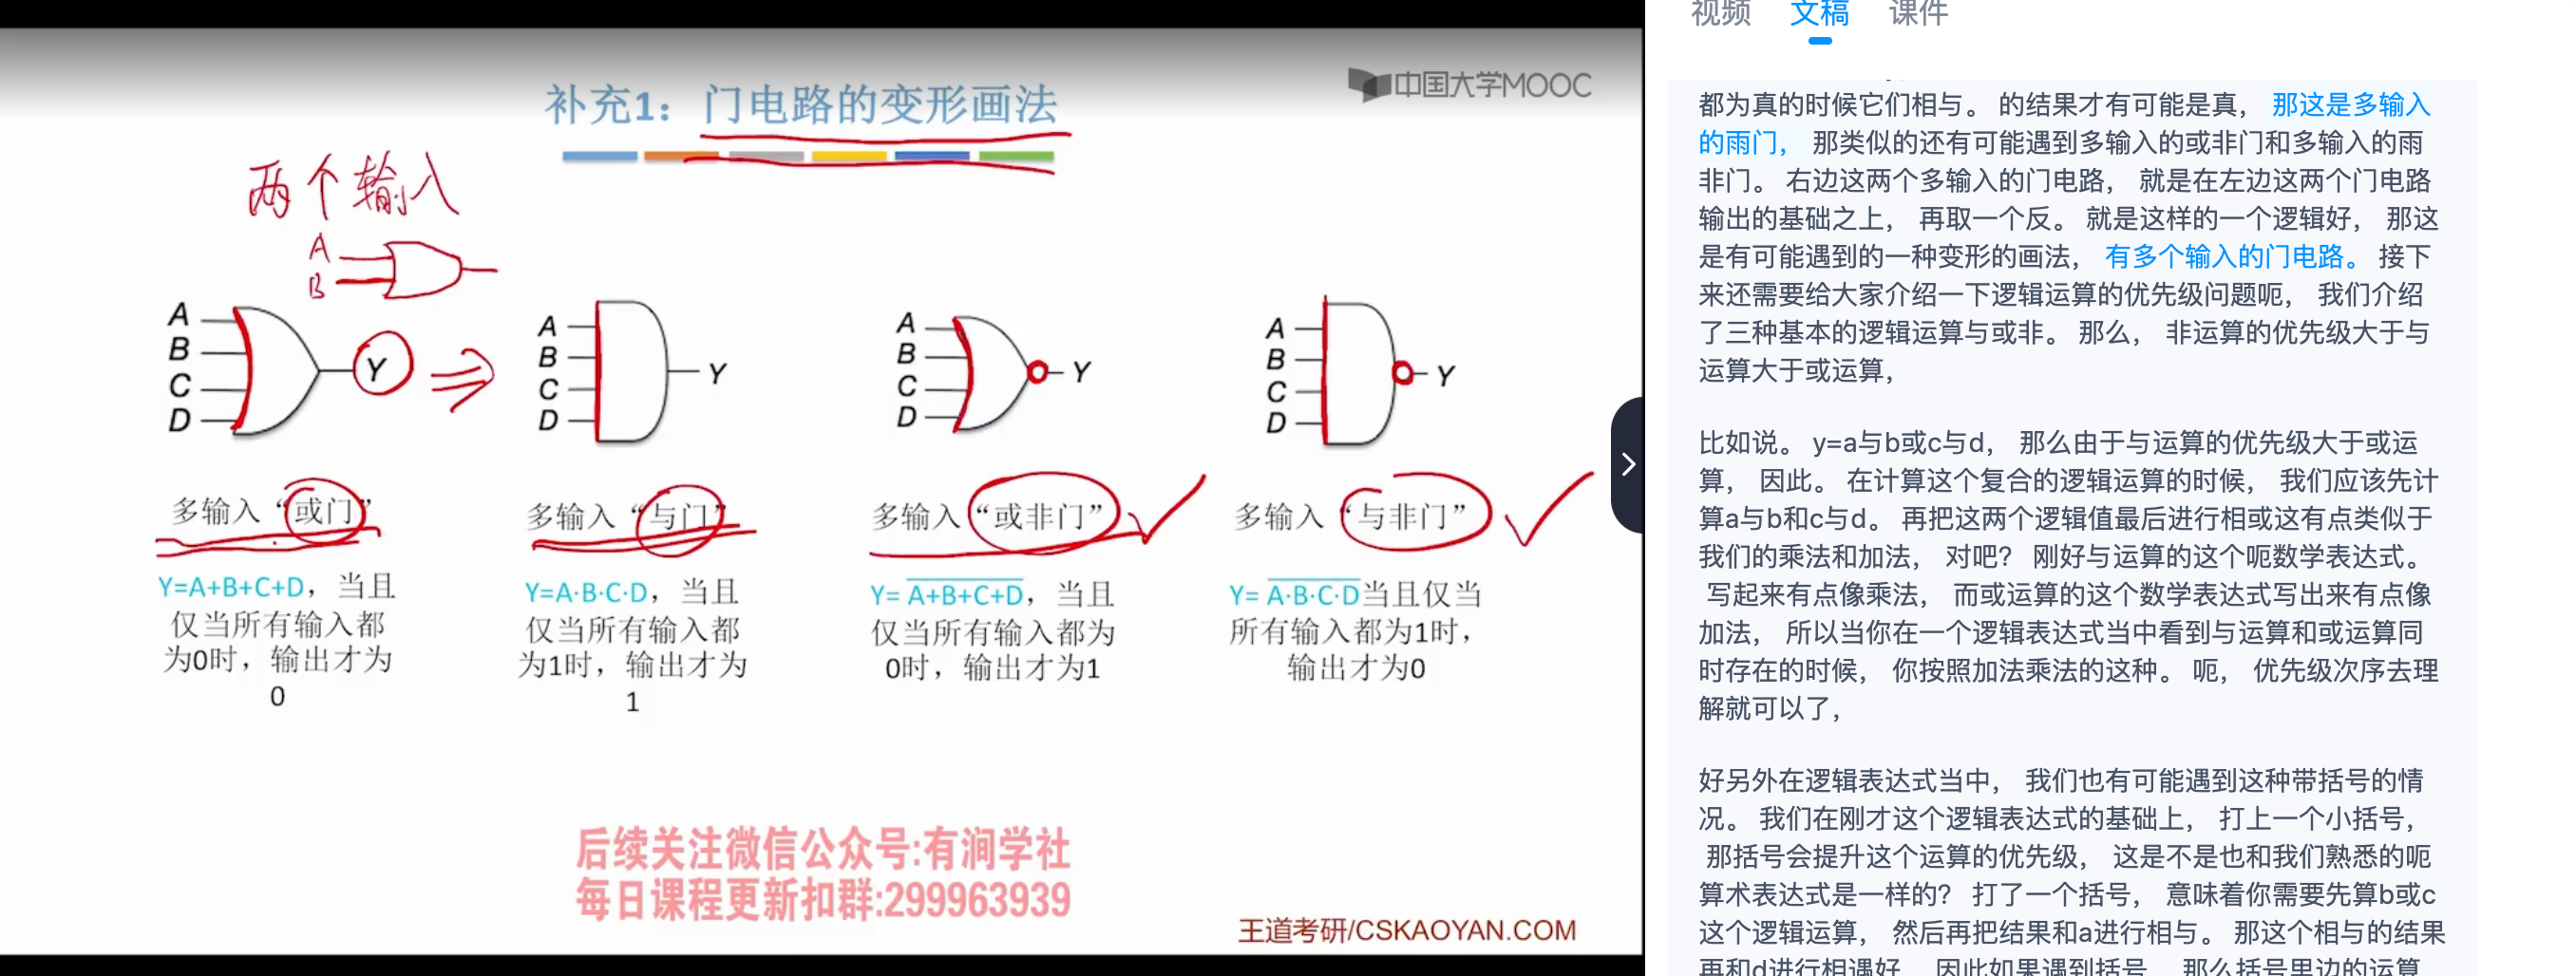 补充1：门电路的变形画法
中国大学MOOC
两个输入
A
B
A
B
C
D
Y
A
B
C
D
Y
A
B
C
D
Y
A
B
C
D
Y
多输入“或门”
Y=A+B+C+D，当且
仅当所有输入都
为0时，输出才为
0
多输入“与门”
Y=A·B·C·D，当且
仅当所有输入都
为1时，输出才为
1
多输入“或非门”
Y= A+B+C+D，当且
仅当所有输入都为
0时，输出才为1
多输入“与非门”
Y= A·B·C·D当且仅当
所有输入都为1时，
输出才为0
后续关注微信公众号:有涧学社
每日课程更新扣群:299963939
王道考研/CSKAOYAN.COM
视频 文稿 课件
都为真的时候它们相与。 的结果才有可能是真， 那这是多输入
的雨门， 那类似的还有可能遇到多输入的或非门和多输入的雨
非门。 右边这两个多输入的门电路， 就是在左边这两个门电路
输出的基础之上， 再取一个反。 就是这样的一个逻辑好， 那这
是有可能遇到的一种变形的画法， 有多个输入的门电路。 接下
来还需要给大家介绍一下逻辑运算的优先级问题呃， 我们介绍
了三种基本的逻辑运算与或非。 那么， 非运算的优先级大于与
运算大于或运算，
比如说。 y=a与b或c与d， 那么由于与运算的优先级大于或运
算， 因此。 在计算这个复合的逻辑运算的时候， 我们应该先计
算a与b和c与d。 再把这两个逻辑值最后进行相或这有点类似于
我们的乘法和加法， 对吧？ 刚好与运算的这个呃数学表达式。
写起来有点像乘法， 而或运算的这个数学表达式写出来有点像
加法， 所以当你在一个逻辑表达式当中看到与运算和或运算同
时存在的时候， 你按照加法乘法的这种。 呃， 优先级次序去理
解就可以了，
好另外在逻辑表达式当中， 我们也有可能遇到这种带括号的情
况。 我们在刚才这个逻辑表达式的基础上， 打上一个小括号，
那括号会提升这个运算的优先级， 这是不是也和我们熟悉的呃
算术表达式是一样的？ 打了一个括号， 意味着你需要先算b或c
这个逻辑运算， 然后再把结果和a进行相与。 那这个相与的结果
再和d进行相遇好， 因此如果遇到括号， 那么括号里边的运算